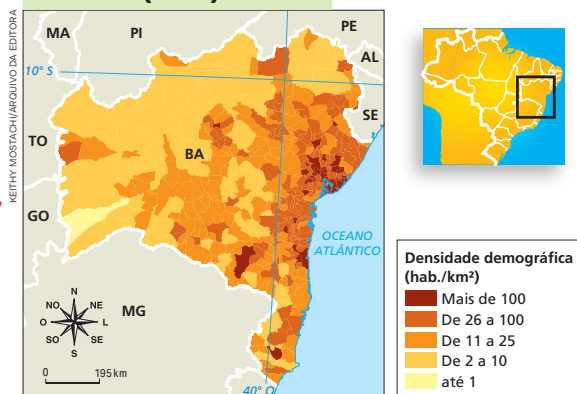 KEITHY MOSTACHI/ARQUIVO DA EDITORA
MA
PI
PE
AL
10° S
SE
TO
BA
GO
OCEANO
ATLÂNTICO
MG
N
NO
NE
O
L
SO
SE
S
0
195 km
40° O
Densidade demográfica
(hab./km²)
Mais de 100
De 26 a 100
De 11 a 25
De 2 a 10
até 1